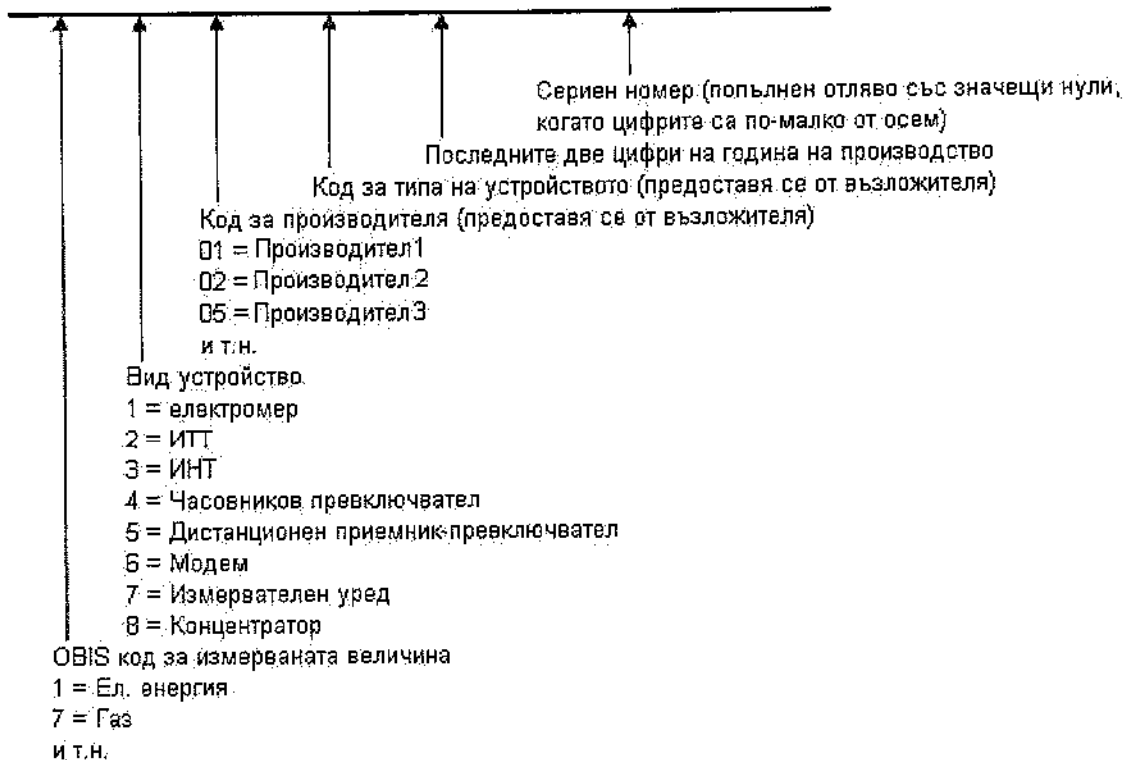 Сериен номер (попълнен отляво със значещи нули,
когато цифрите са по-малко от осем)
Последните две цифри на година на производство
Код за типа на устройството (предоставя се от възложителя)
Код за производителя (предоставя се от възложителя)
01 = Производител1
02 = Производител2
05 = Производител3
и т.н.
Вид устройство
1 = електромер
2 = ИТТ
3 = ИНТ
4 = Часовников превключвател
5 = Дистанционен приемник-превключвател
6 = Модем
7 = Измервателен уред
8 = Концентратор
OBIS код за измерваната величина
1 = Ел. енергия
7 = Газ
и т.н.